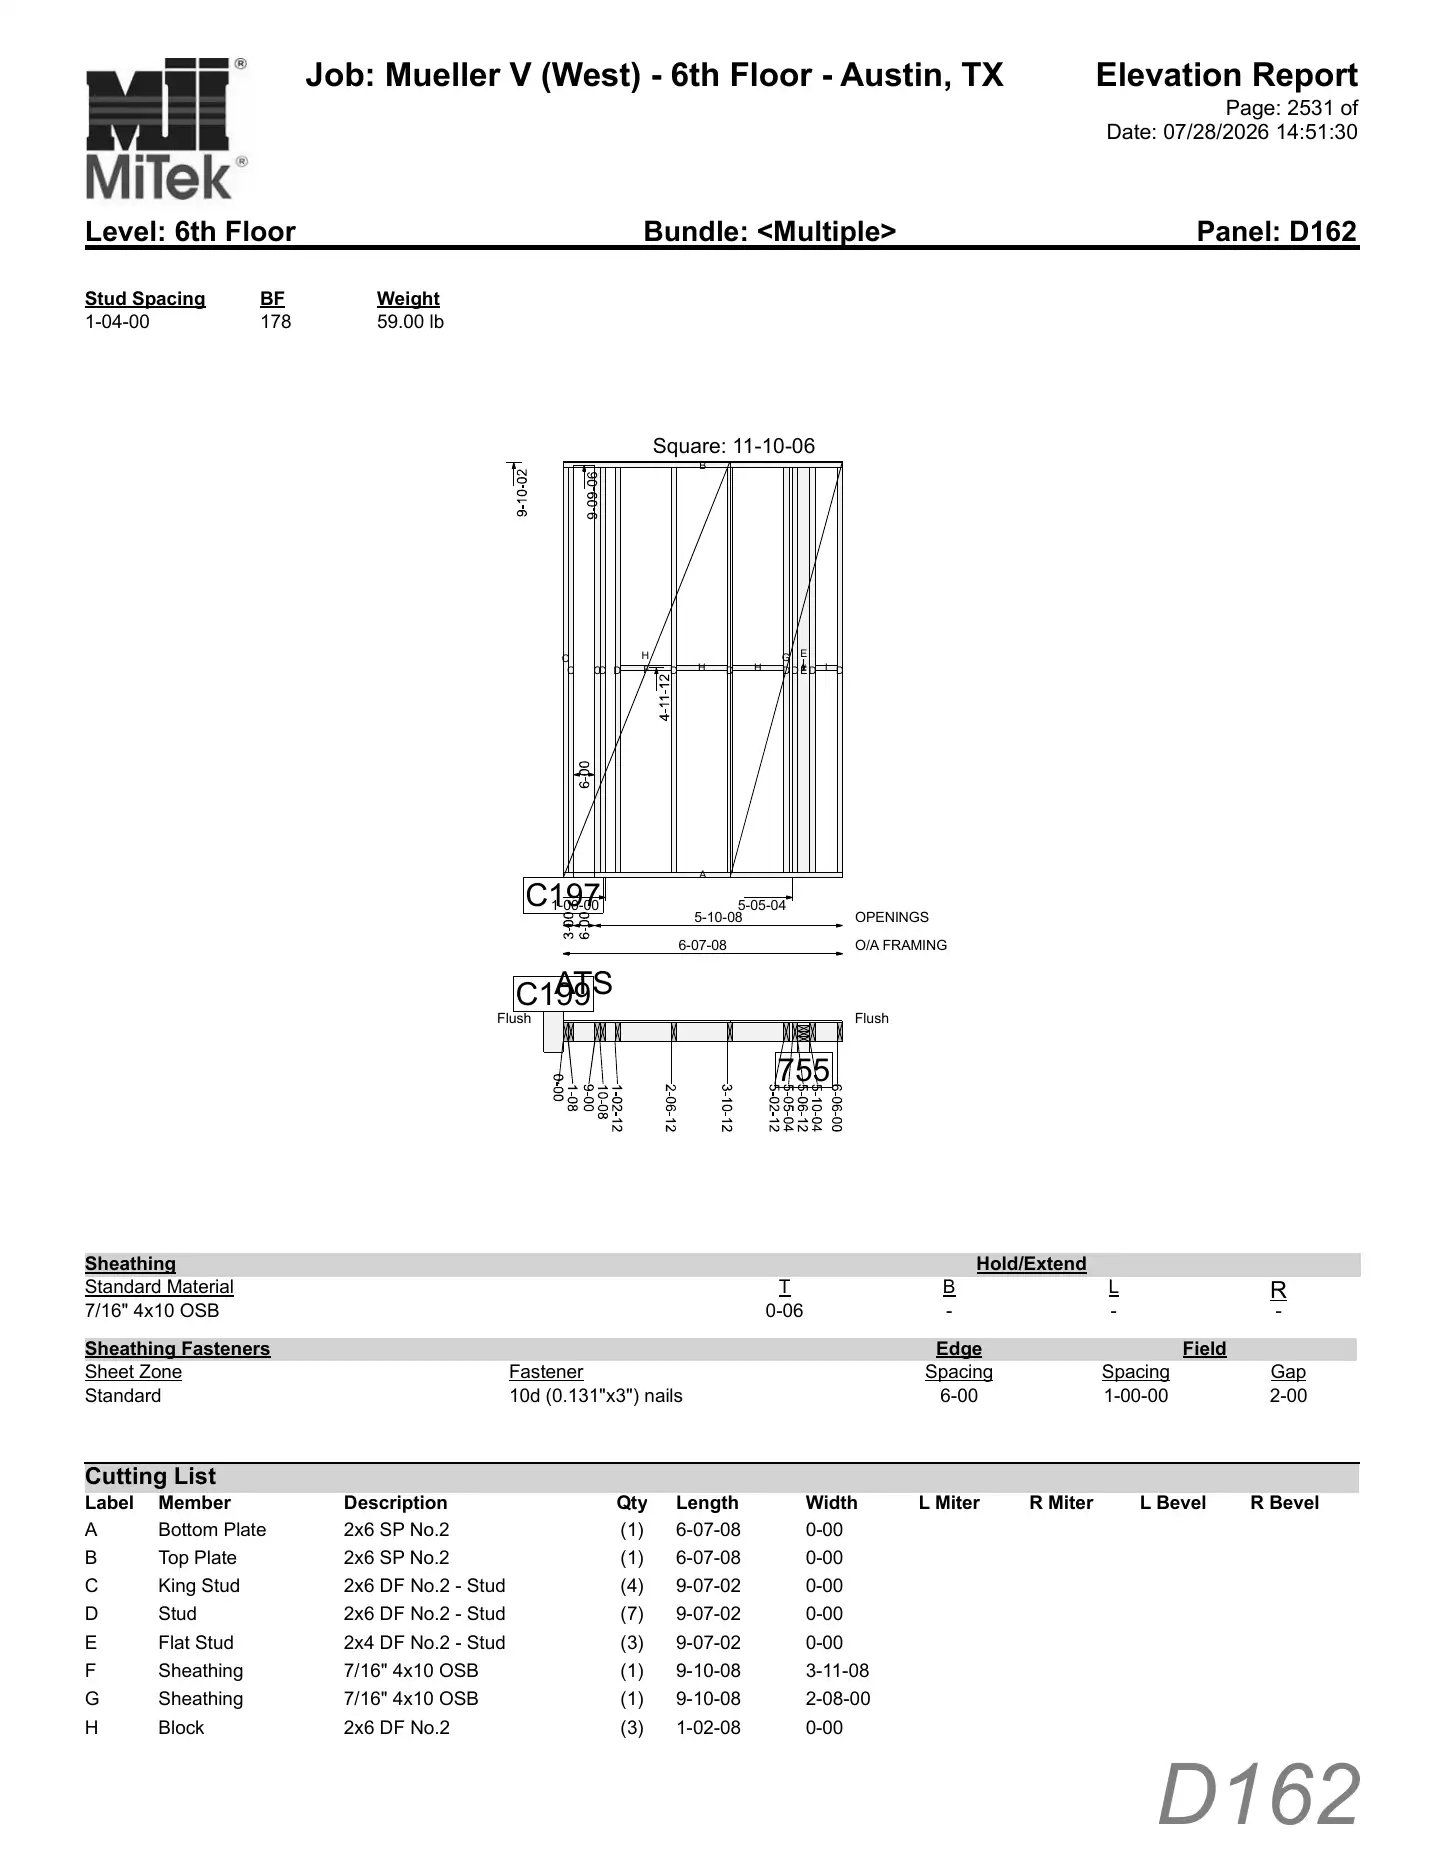 Job: Mueller V (West) - 6th Floor - Austin, TX
Elevation Report
Page: 2531 of
Date: 07/28/2026 14:51:30
MiTek
Level: 6th Floor
Bundle: <Multiple>
Panel: D162
Stud Spacing BF Weight
1-04-00 178 59.00 lb
Square: 11-10-06
9-10-02
9-09-06
B
C H G E
C C C D F C H C H D C E D I C
4-11-12
6-00
A
C197
1-00-00 5-05-04
3-00 6-00 5-10-08 OPENINGS
6-07-08 O/A FRAMING
ATS
C199
Flush Flush
755
0-00 1-08 9-00 10-08 1-02-12 2-06-12 3-10-12 5-02-12 5-05-04 5-06-12 5-10-04 6-06-00
Sheathing Hold/Extend
Standard Material T B L R
7/16" 4x10 OSB 0-06 - - -
Sheathing Fasteners Edge Field
Sheet Zone Fastener Spacing Spacing Gap
Standard 10d (0.131"x3") nails 6-00 1-00-00 2-00
Cutting List
Label Member Description Qty Length Width L Miter R Miter L Bevel R Bevel
A Bottom Plate 2x6 SP No.2 (1) 6-07-08 0-00
B Top Plate 2x6 SP No.2 (1) 6-07-08 0-00
C King Stud 2x6 DF No.2 - Stud (4) 9-07-02 0-00
D Stud 2x6 DF No.2 - Stud (7) 9-07-02 0-00
E Flat Stud 2x4 DF No.2 - Stud (3) 9-07-02 0-00
F Sheathing 7/16" 4x10 OSB (1) 9-10-08 3-11-08
G Sheathing 7/16" 4x10 OSB (1) 9-10-08 2-08-00
H Block 2x6 DF No.2 (3) 1-02-08 0-00
D162